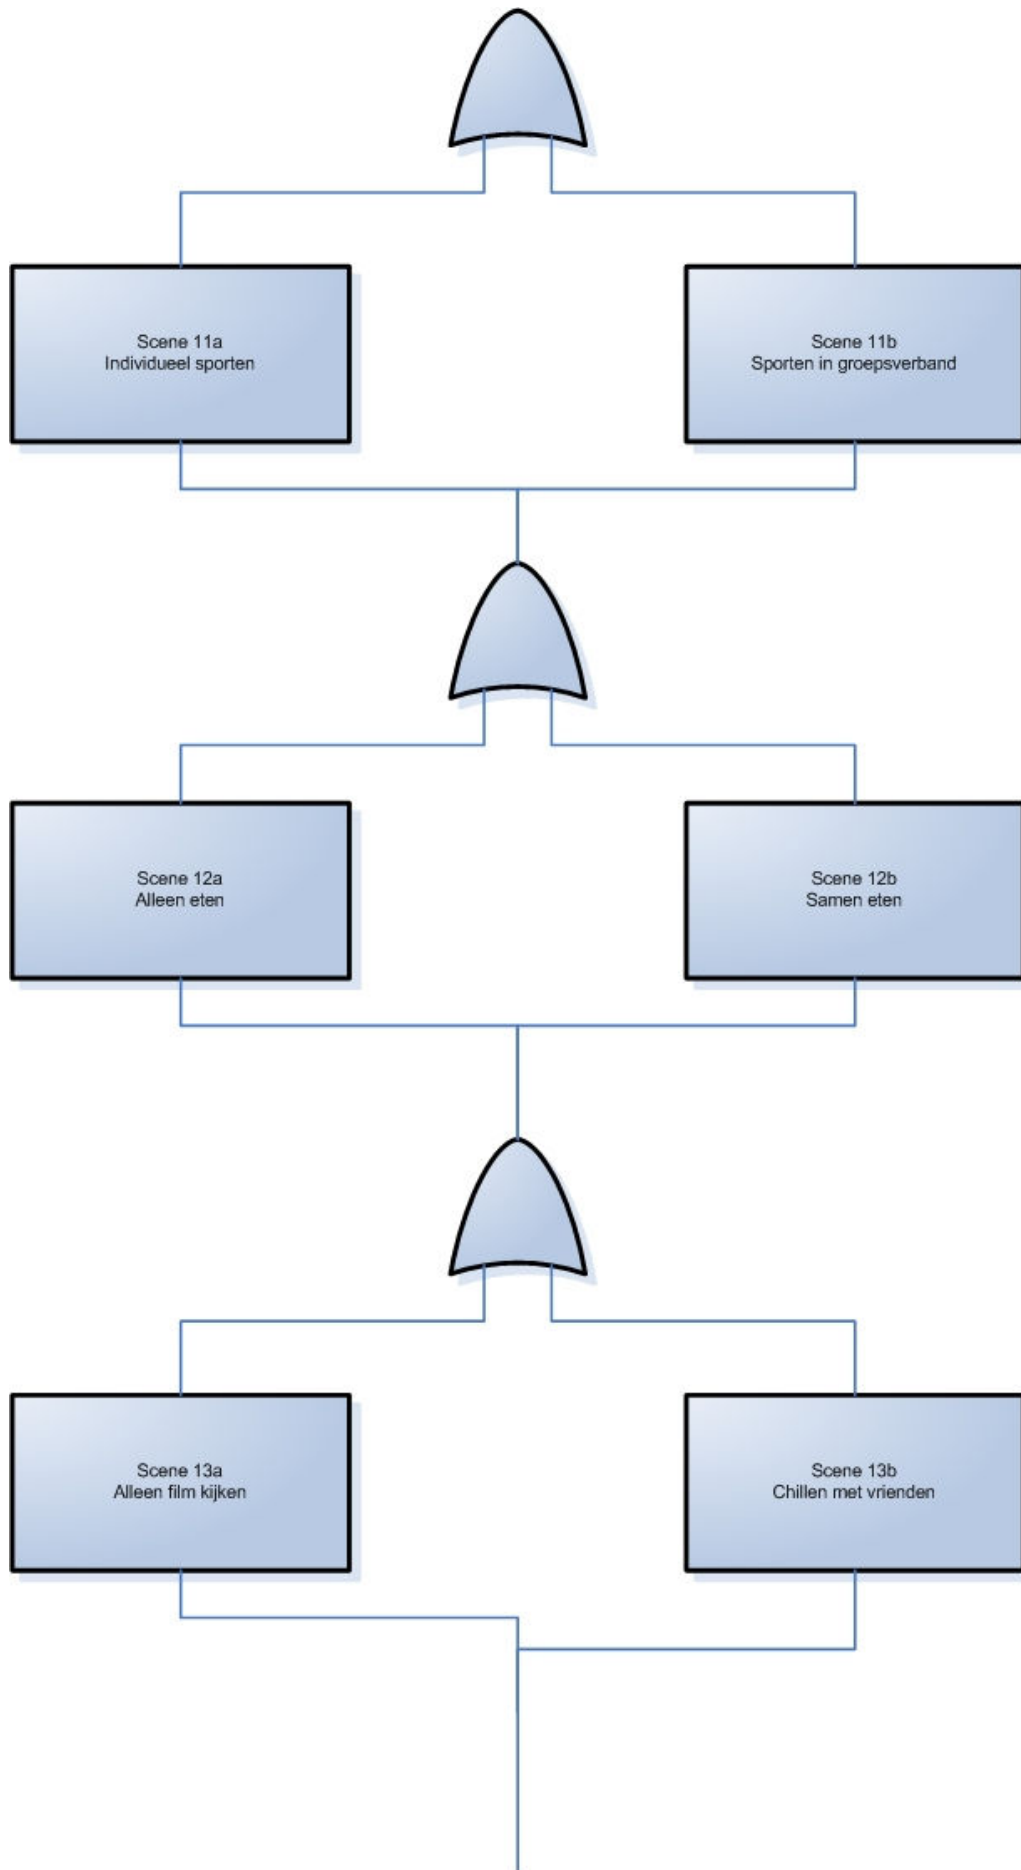 Scene 11a
Individueel sporten
Scene 11b
Sporten in groepsverband
Scene 12a
Alleen eten
Scene 12b
Samen eten
Scene 13a
Alleen film kijken
Scene 13b
Chillen met vrienden